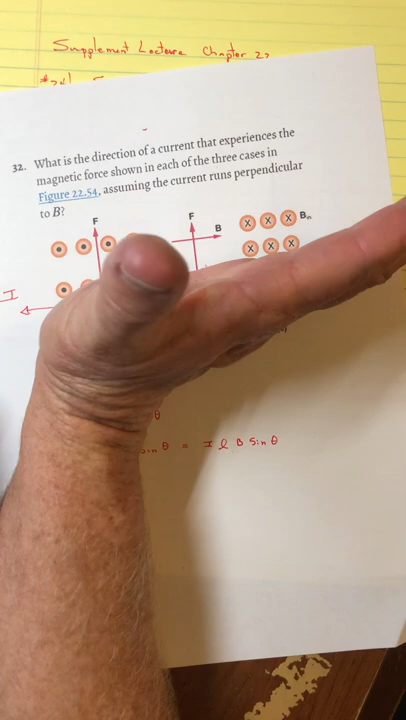 Supplement Lecture Chapter 22
32. What is the direction of a current that experiences the
magnetic force shown in each of the three cases in
Figure 22.54, assuming the current runs perpendicular
to B?
F
F
B
I
θ
θ = I l B Sin θ